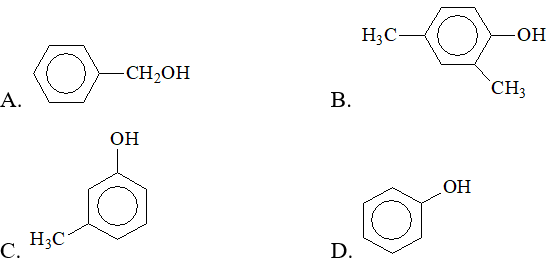 A. CH₂OH
B. H₃C OH CH₃
C. OH H₃C
D. OH